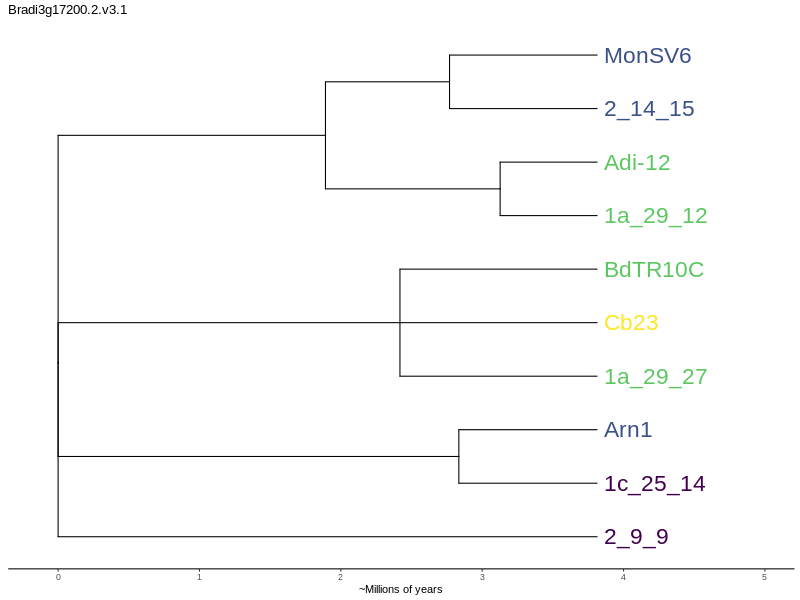 Bradi3g17200.2.v3.1
MonSV6
2_14_15
Adi-12
1a_29_12
BdTR10C
Cb23
1a_29_27
Arn1
1c_25_14
2_9_9
0 1 2 3 4 5
~Millions of years